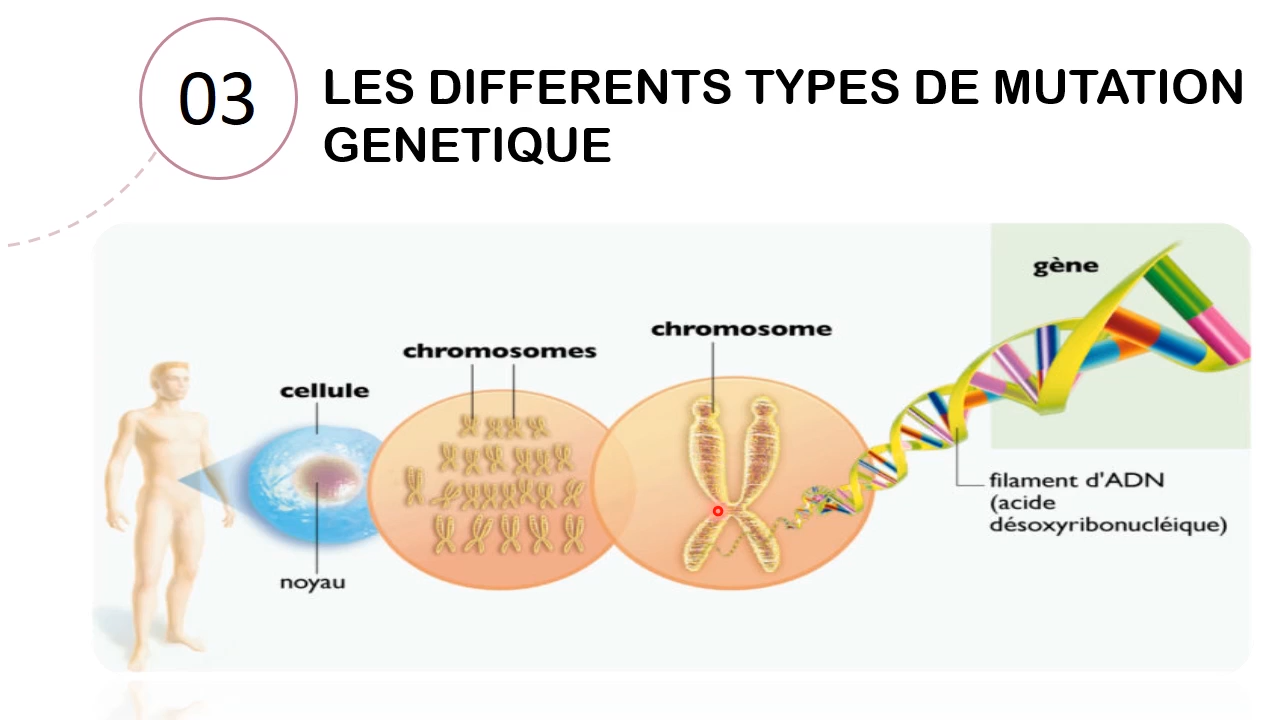 03
LES DIFFERENTS TYPES DE MUTATION
GENETIQUE
gène
chromosome
chromosomes
cellule
filament d'ADN
(acide
désoxyribonucléique)
noyau